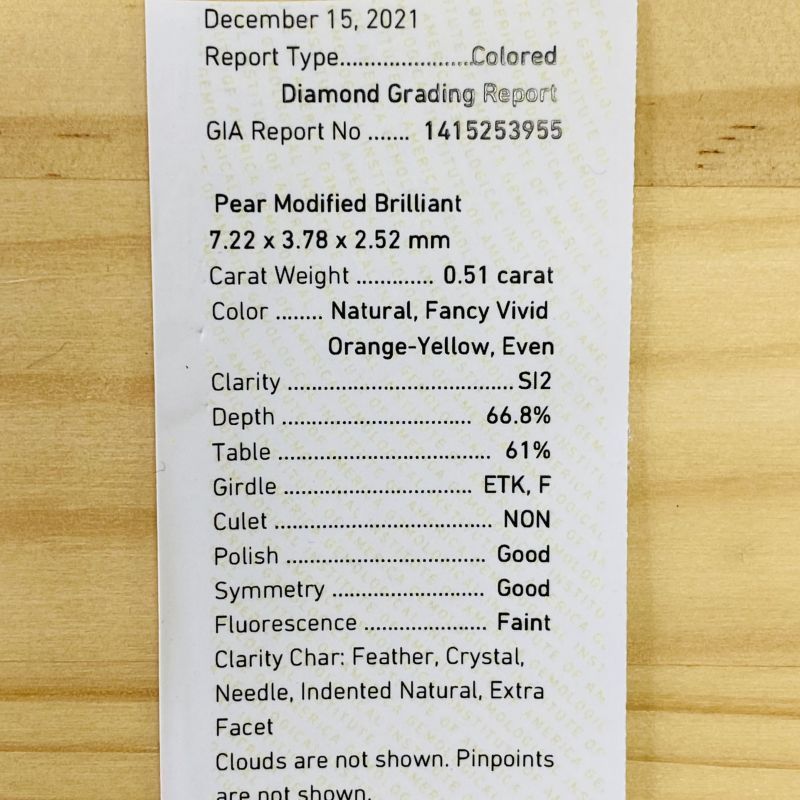 December 15, 2021
Report Type.......................Colored
Diamond Grading Report
GIA Report No ....... 1415253955
Pear Modified Brilliant
7.22 x 3.78 x 2.52 mm
Carat Weight ............. 0.51 carat
Color ........ Natural, Fancy Vivid
Orange-Yellow, Even
Clarity ..................................... SI2
Depth ............................... 66.8%
Table ................................... 61%
Girdle ............................... ETK, F
Culet ................................... NON
Polish ................................. Good
Symmetry ......................... Good
Fluorescence .................... Faint
Clarity Char: Feather, Crystal,
Needle, Indented Natural, Extra
Facet
Clouds are not shown. Pinpoints
are not shown.